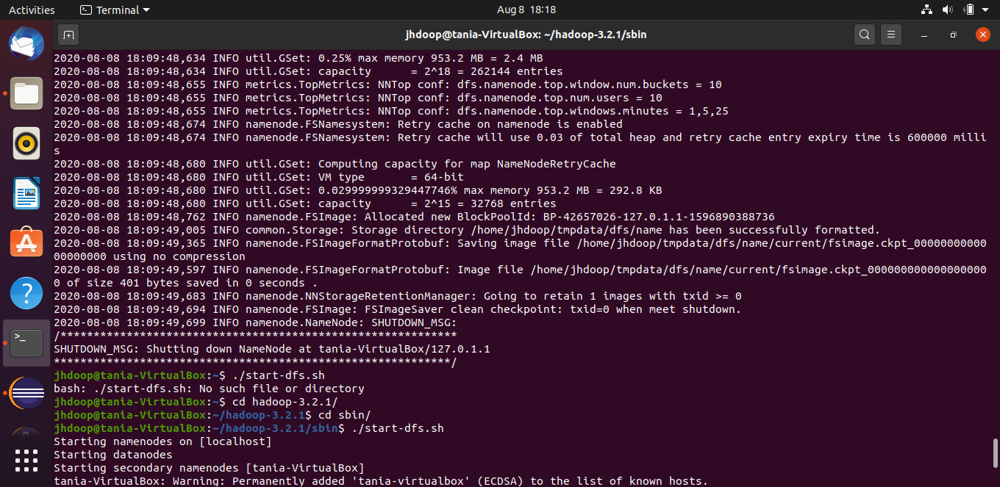 Activities
Terminal
Aug 8 18:18
jhdoop@tania-VirtualBox: ~/hadoop-3.2.1/sbin
2020-08-08 18:09:48,634 INFO util.GSet: 0.25% max memory 953.2 MB = 2.4 MB
2020-08-08 18:09:48,634 INFO util.GSet: capacity      = 2^18 = 262144 entries
2020-08-08 18:09:48,655 INFO metrics.TopMetrics: NNTop conf: dfs.namenode.top.window.num.buckets = 10
2020-08-08 18:09:48,655 INFO metrics.TopMetrics: NNTop conf: dfs.namenode.top.num.users = 10
2020-08-08 18:09:48,655 INFO metrics.TopMetrics: NNTop conf: dfs.namenode.top.windows.minutes = 1,5,25
2020-08-08 18:09:48,674 INFO namenode.FSNamesystem: Retry cache on namenode is enabled
2020-08-08 18:09:48,674 INFO namenode.FSNamesystem: Retry cache will use 0.03 of total heap and retry cache entry expiry time is 600000 milli
s
2020-08-08 18:09:48,680 INFO util.GSet: Computing capacity for map NameNodeRetryCache
2020-08-08 18:09:48,680 INFO util.GSet: VM type       = 64-bit
2020-08-08 18:09:48,680 INFO util.GSet: 0.029999999329447746% max memory 953.2 MB = 292.8 KB
2020-08-08 18:09:48,680 INFO util.GSet: capacity      = 2^15 = 32768 entries
2020-08-08 18:09:48,762 INFO namenode.FSImage: Allocated new BlockPoolId: BP-42657026-127.0.1.1-1596890388736
2020-08-08 18:09:49,005 INFO common.Storage: Storage directory /home/jhdoop/tmpdata/dfs/name has been successfully formatted.
2020-08-08 18:09:49,365 INFO namenode.FSImageFormatProtobuf: Saving image file /home/jhdoop/tmpdata/dfs/name/current/fsimage.ckpt_00000000000
00000000 using no compression
2020-08-08 18:09:49,597 INFO namenode.FSImageFormatProtobuf: Image file /home/jhdoop/tmpdata/dfs/name/current/fsimage.ckpt_000000000000000000
0 of size 401 bytes saved in 0 seconds .
2020-08-08 18:09:49,683 INFO namenode.NNStorageRetentionManager: Going to retain 1 images with txid >= 0
2020-08-08 18:09:49,694 INFO namenode.FSImage: FSImageSaver clean checkpoint: txid=0 when meet shutdown.
2020-08-08 18:09:49,699 INFO namenode.NameNode: SHUTDOWN_MSG:
/************************************************************
SHUTDOWN_MSG: Shutting down NameNode at tania-VirtualBox/127.0.1.1
************************************************************/
jhdoop@tania-VirtualBox:~$ ./start-dfs.sh
bash: ./start-dfs.sh: No such file or directory
jhdoop@tania-VirtualBox:~$ cd hadoop-3.2.1/
jhdoop@tania-VirtualBox:~/hadoop-3.2.1$ cd sbin/
jhdoop@tania-VirtualBox:~/hadoop-3.2.1/sbin$ ./start-dfs.sh
Starting namenodes on [localhost]
Starting datanodes
Starting secondary namenodes [tania-VirtualBox]
tania-VirtualBox: Warning: Permanently added 'tania-virtualbox' (ECDSA) to the list of known hosts.